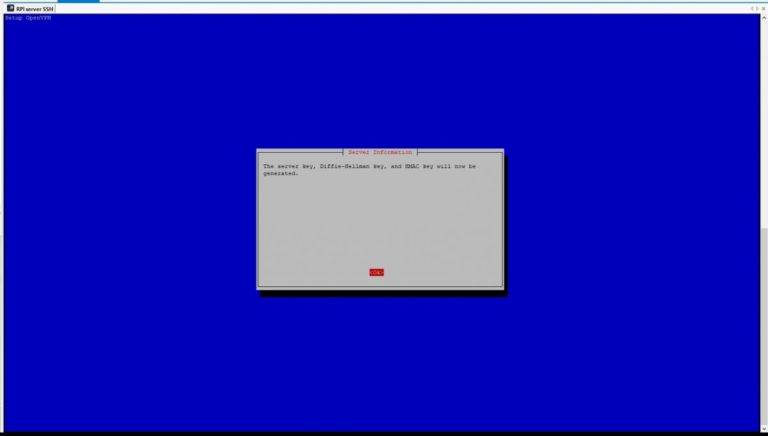 RPI server SSH
Setup OpenVPN
Server Information
The server key, Diffie-Hellman key, and HMAC key will now be
generated.
<Ok>